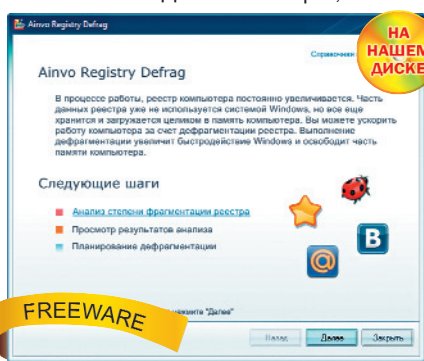 Ainvo Registry Defrag
НА
НАШЕМ
ДИСКЕ
Ainvo Registry Defrag
В процессе работы, реестр компьютера постоянно увеличивается. Часть
данных реестра уже не используется системой Windows, но все еще
хранится и загружается целиком в память компьютера. Вы можете ускорить
работу компьютера за счет дефрагментации реестра. Выполнение
дефрагментации увеличит быстродействие Windows и освободит часть
памяти компьютера.
Следующие шаги
Анализ степени фрагментации реестра
Просмотр результатов анализа
Планирование дефрагментации
В
@
FREEWARE
нажмите "Далее"
Назад Далее Закрыть